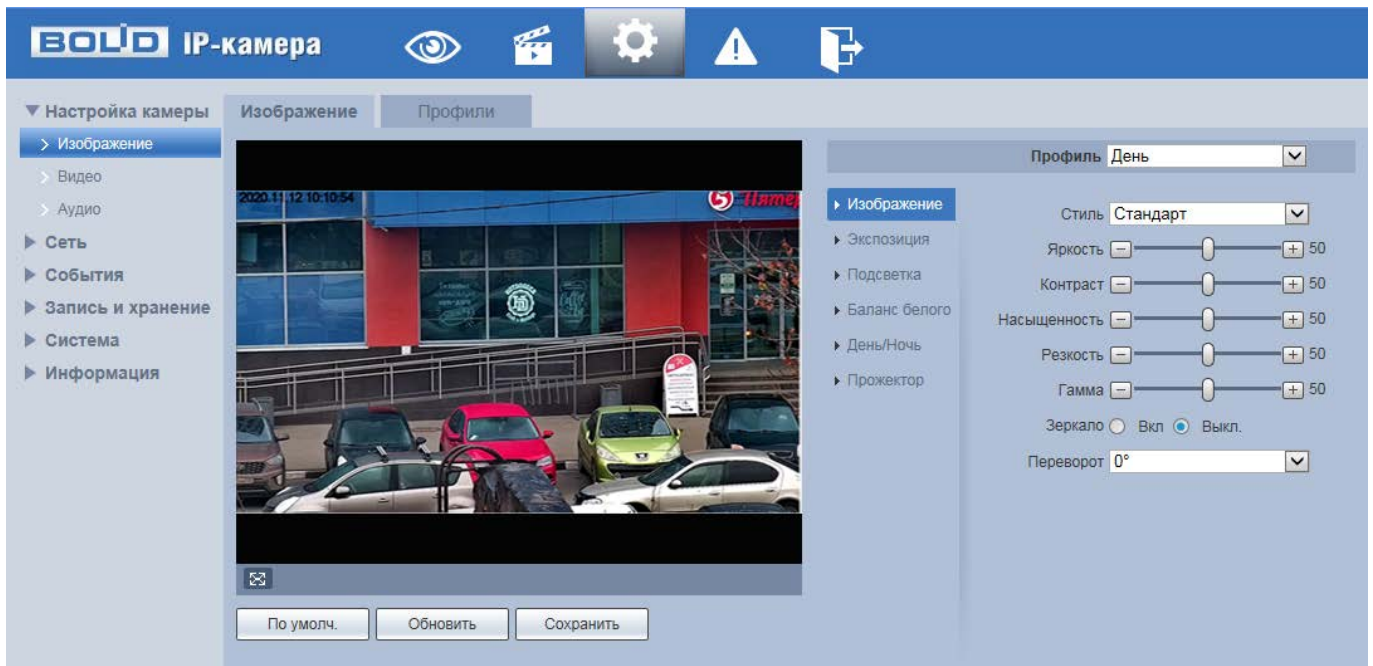 BOLID IP-камера
Настройка камеры
Изображение
Видео
Аудио
Сеть
События
Запись и хранение
Система
Информация
Изображение Профили
2020 11 12 10:10:54
5
По умолч. Обновить Сохранить
Профиль День
Изображение
Экспозиция
Подсветка
Баланс белого
День/Ночь
Прожектор
Стиль Стандарт
Яркость 50
Контраст 50
Насыщенность 50
Резкость 50
Гамма 50
Зеркало Вкл Выкл.
Переворот 0°